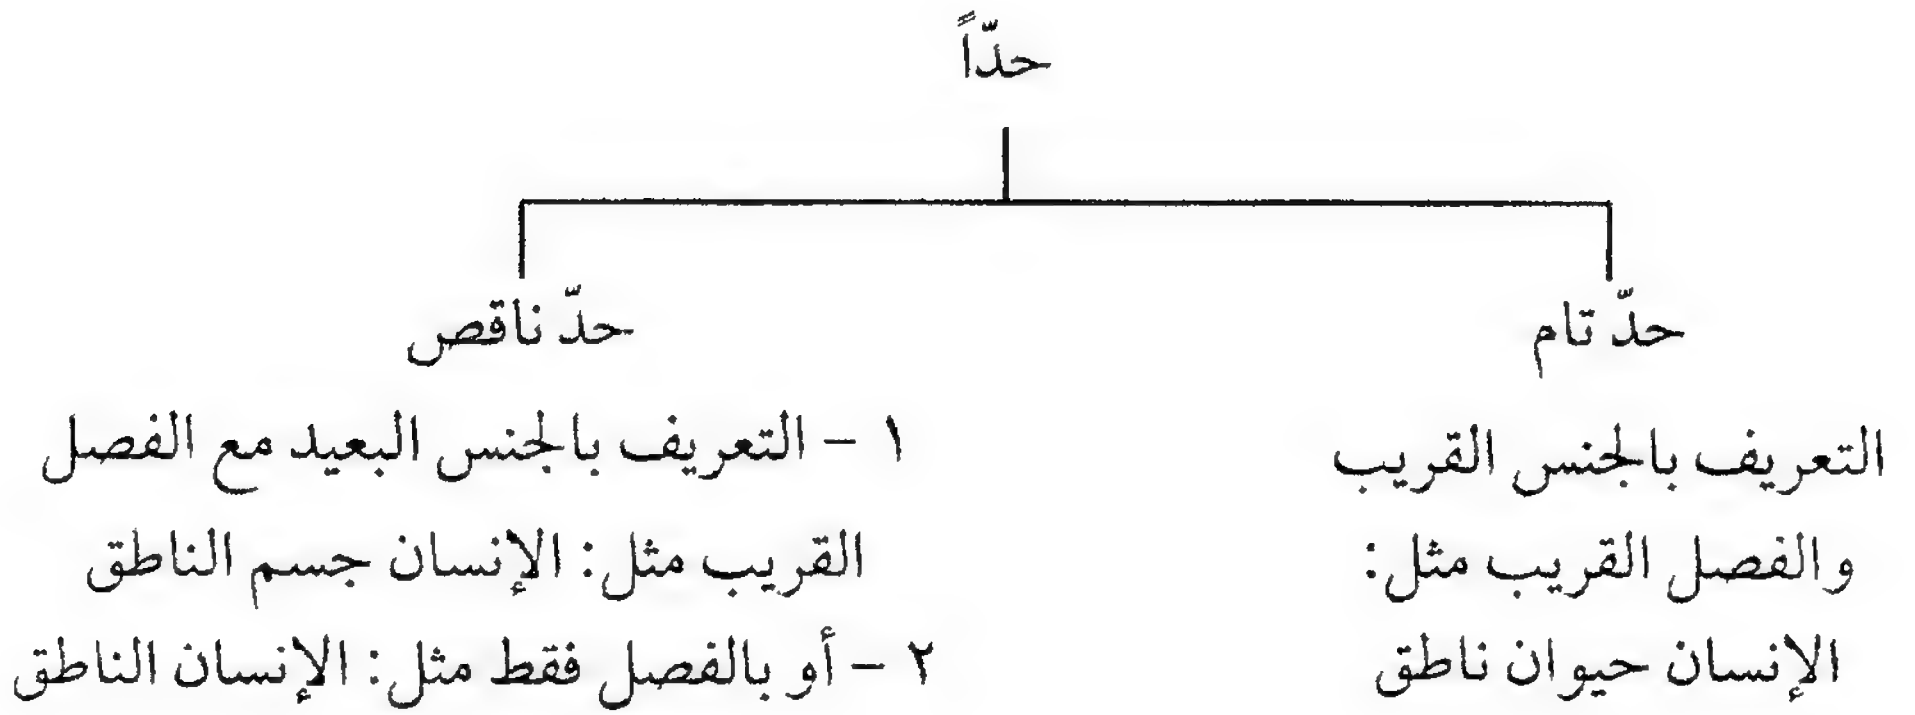 حدّاً
حدّ تام
التعريف بالجنس القريب
والفصل القريب مثل:
الإنسان حيوان ناطق
حدّ ناقص
١ - التعريف بالجنس البعيد مع الفصل
القريب مثل: الإنسان جسم الناطق
٢ - أو بالفصل فقط مثل: الإنسان الناطق